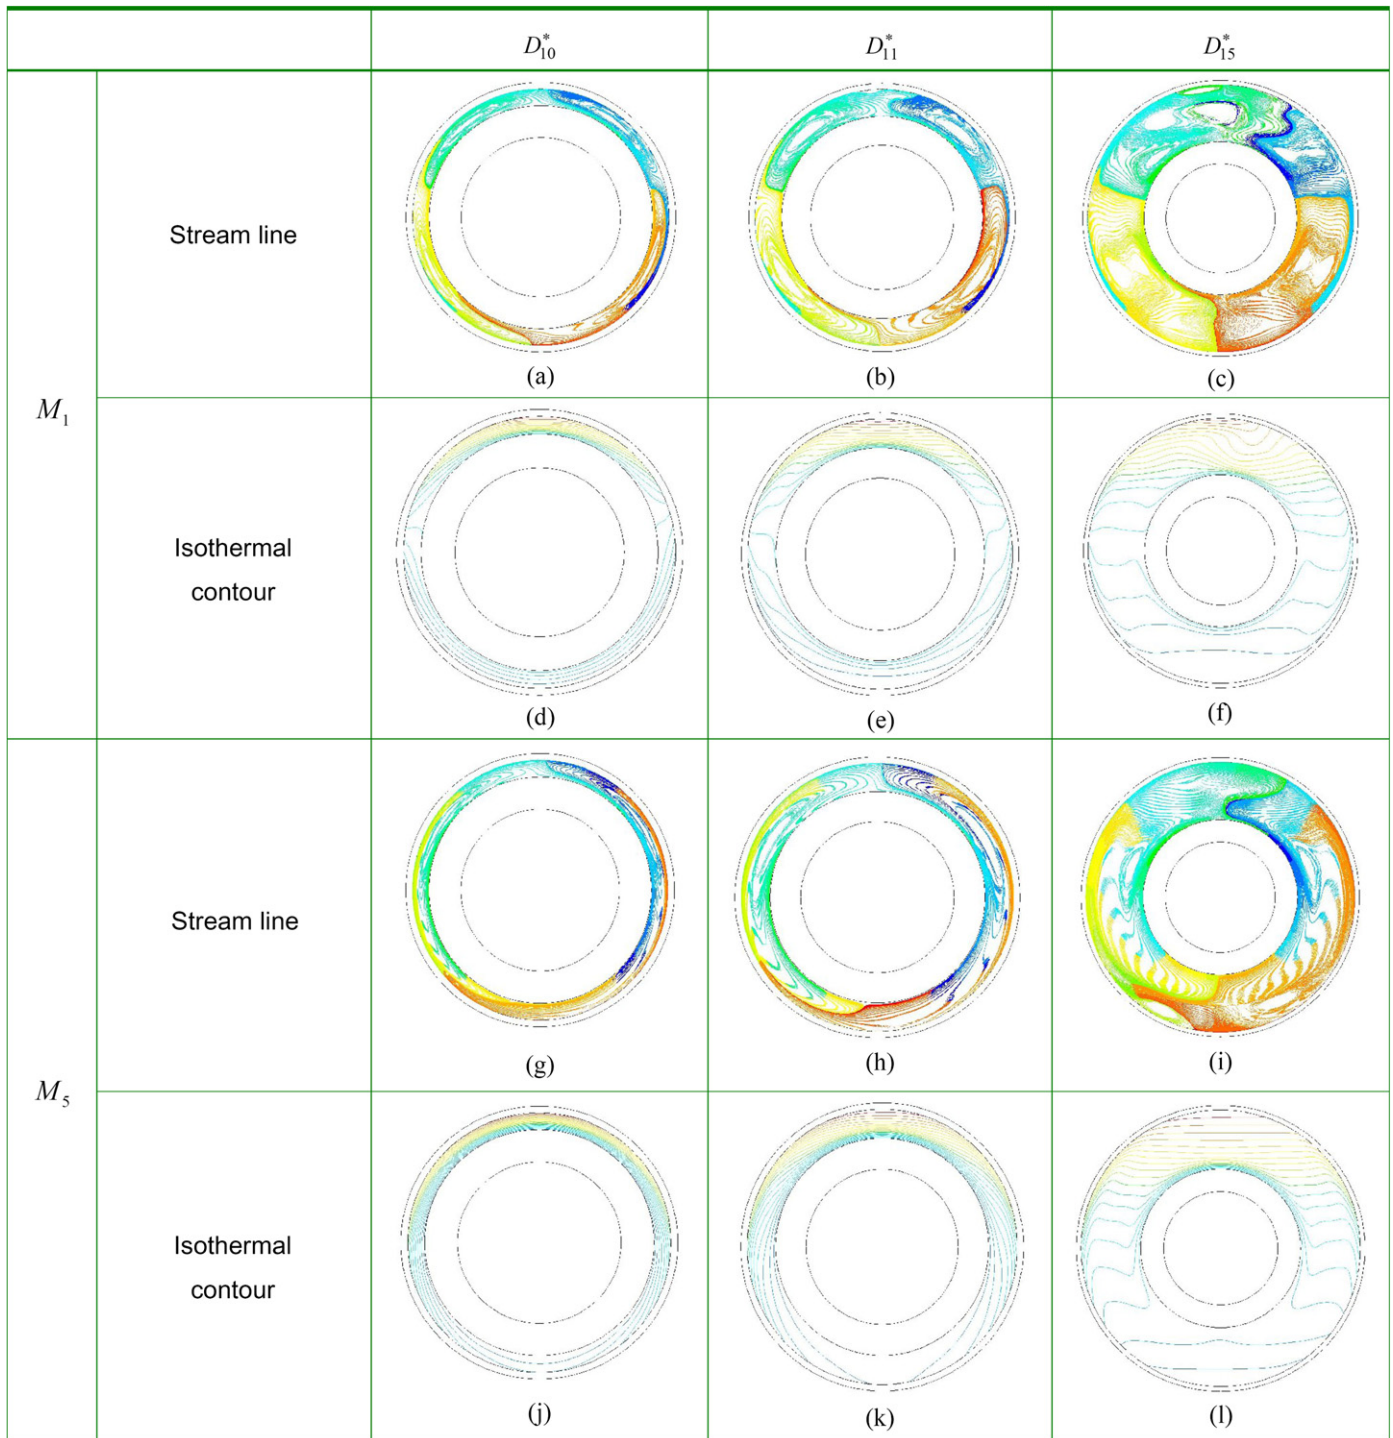 D*10 D*11 D*15
M1
Stream line
(a) (b) (c)
Isothermal
contour
(d) (e) (f)
M5
Stream line
(g) (h) (i)
Isothermal
contour
(j) (k) (l)